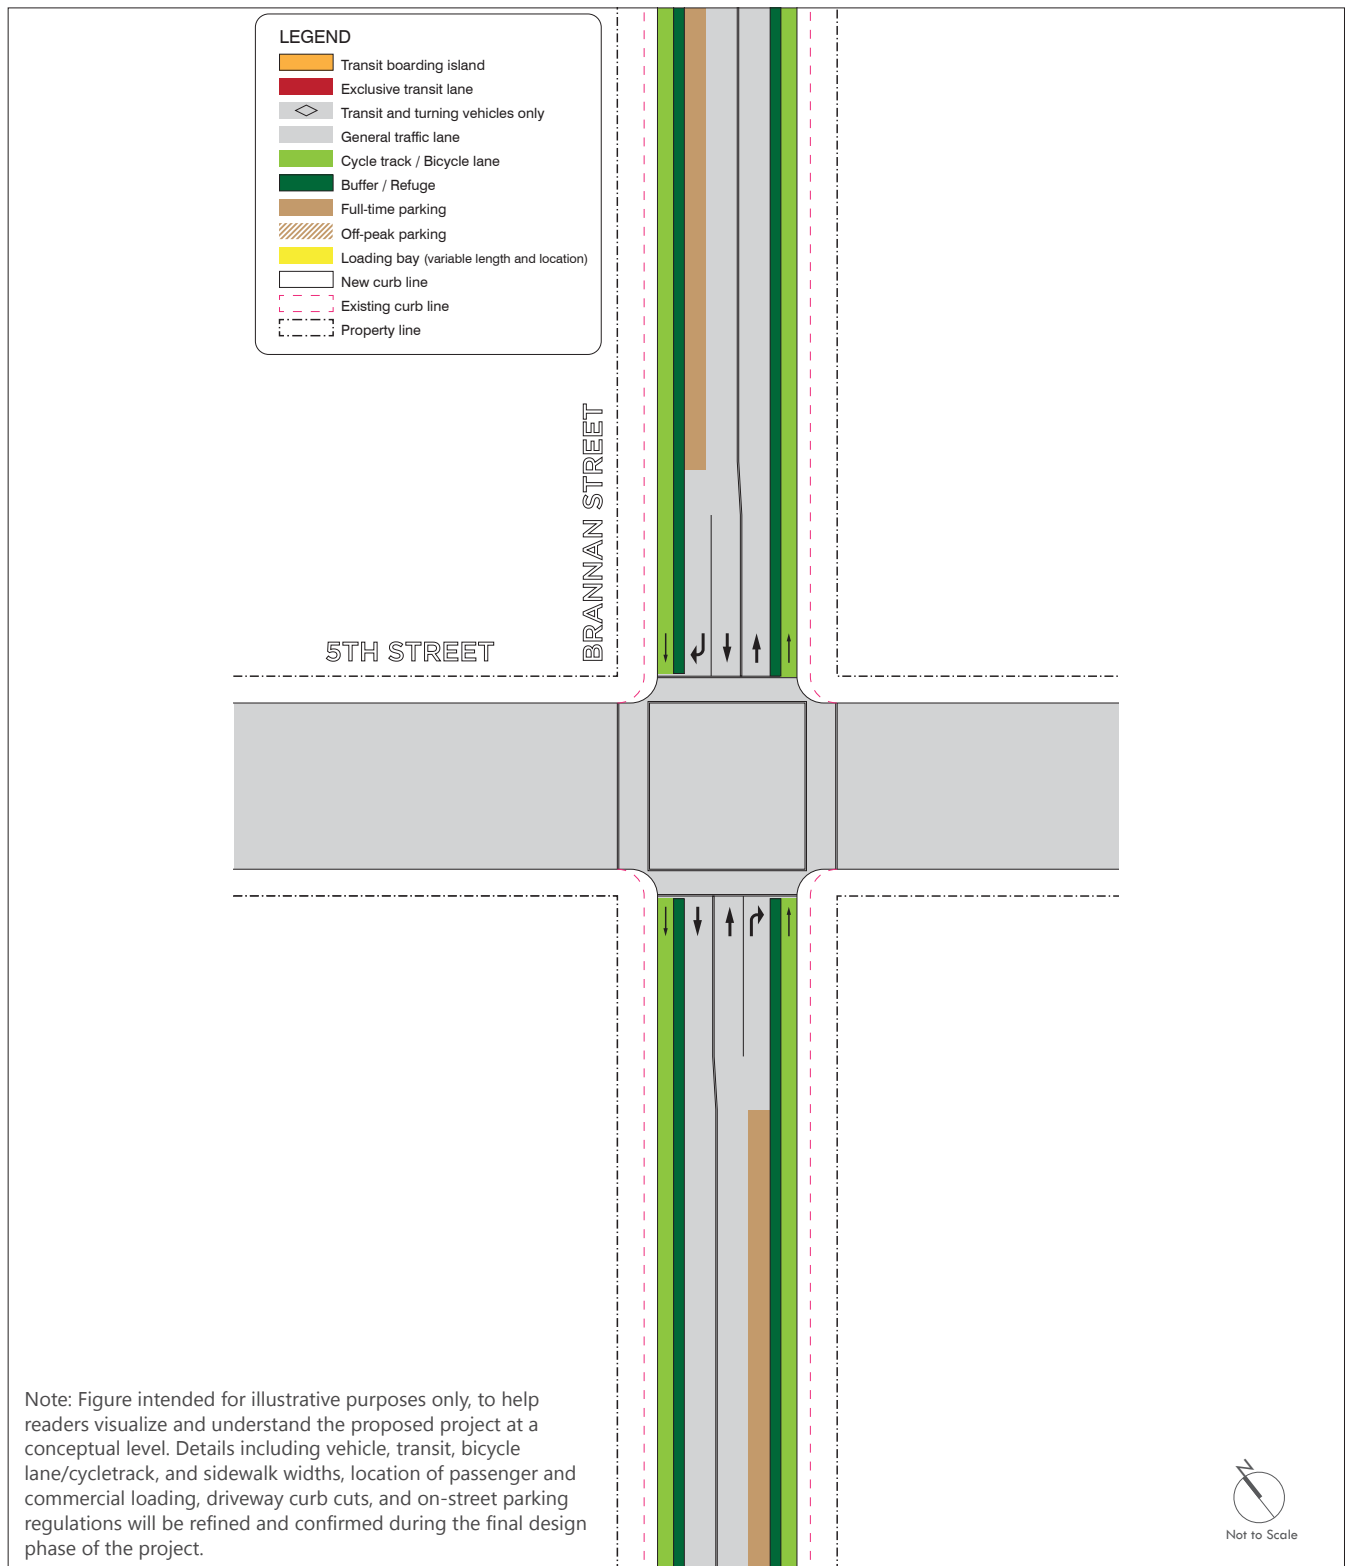 LEGEND
Transit boarding island
Exclusive transit lane
Transit and turning vehicles only
General traffic lane
Cycle track / Bicycle lane
Buffer / Refuge
Full-time parking
Off-peak parking
Loading bay (variable length and location)
New curb line
Existing curb line
Property line
BRANNAN STREET
5TH STREET
Note: Figure intended for illustrative purposes only, to help
readers visualize and understand the proposed project at a
conceptual level. Details including vehicle, transit, bicycle
lane/cycletrack, and sidewalk widths, location of passenger and
commercial loading, driveway curb cuts, and on-street parking
regulations will be refined and confirmed during the final design
phase of the project.
N
Not to Scale